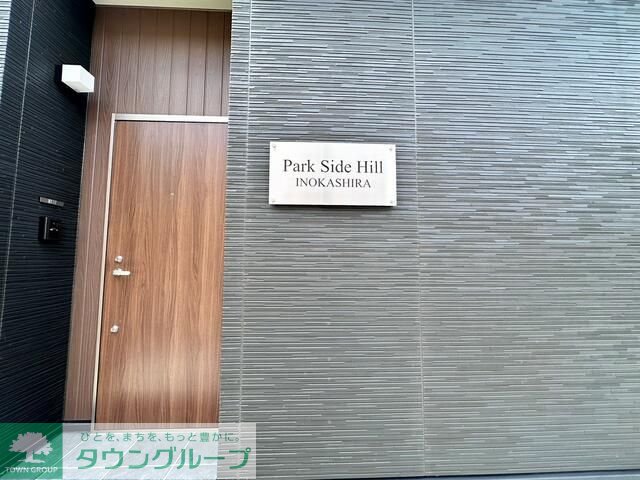 Park Side Hill
INOKASHIRA
ひとを、まちを、もっと豊かに。
TOWN GROUP
タウングループ